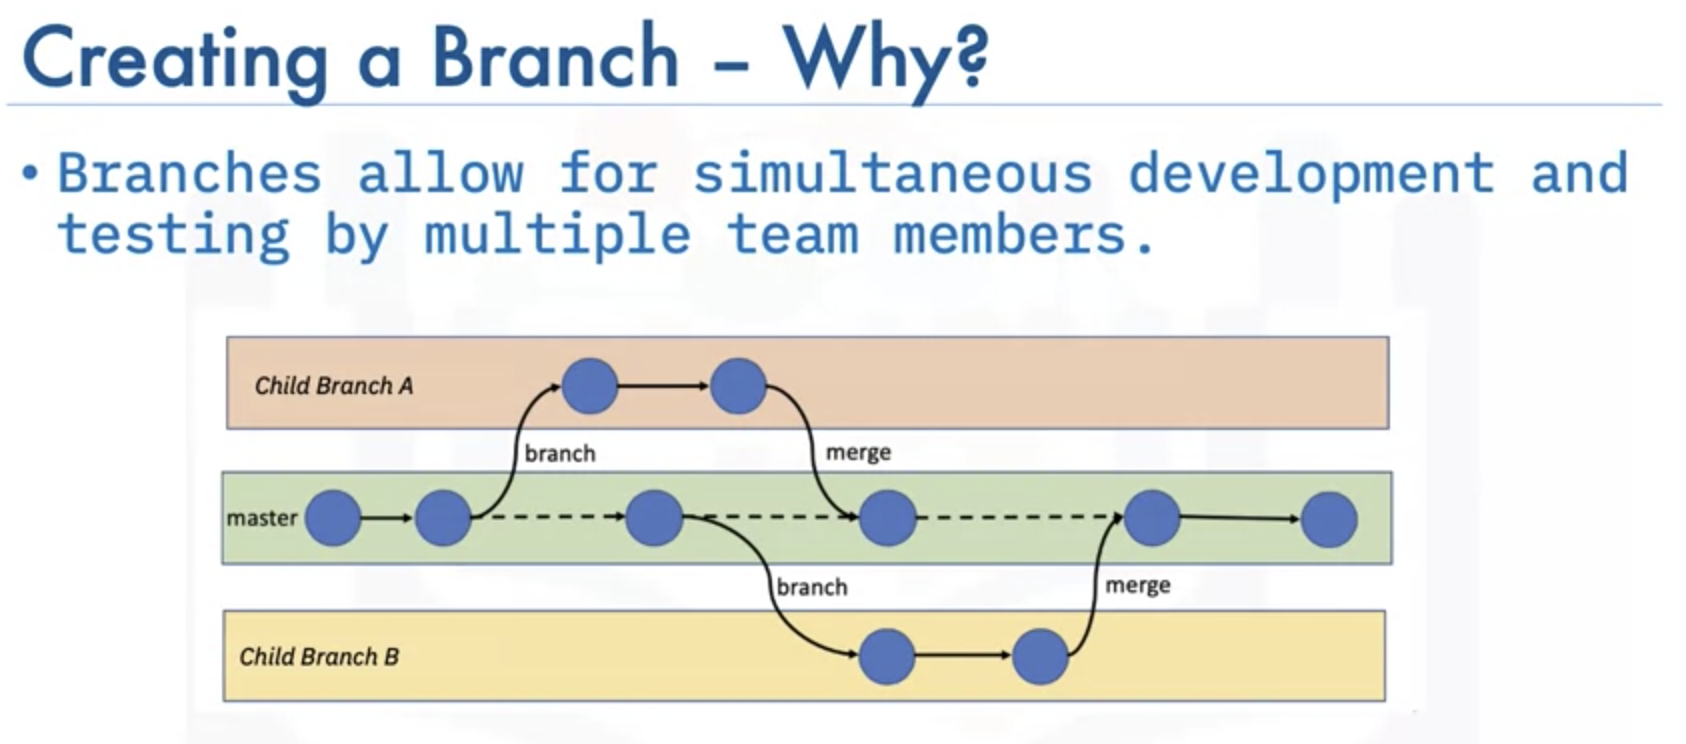 Creating a Branch – Why?
• Branches allow for simultaneous development and
testing by multiple team members.
Child Branch A
branch
merge
master
branch
merge
Child Branch B